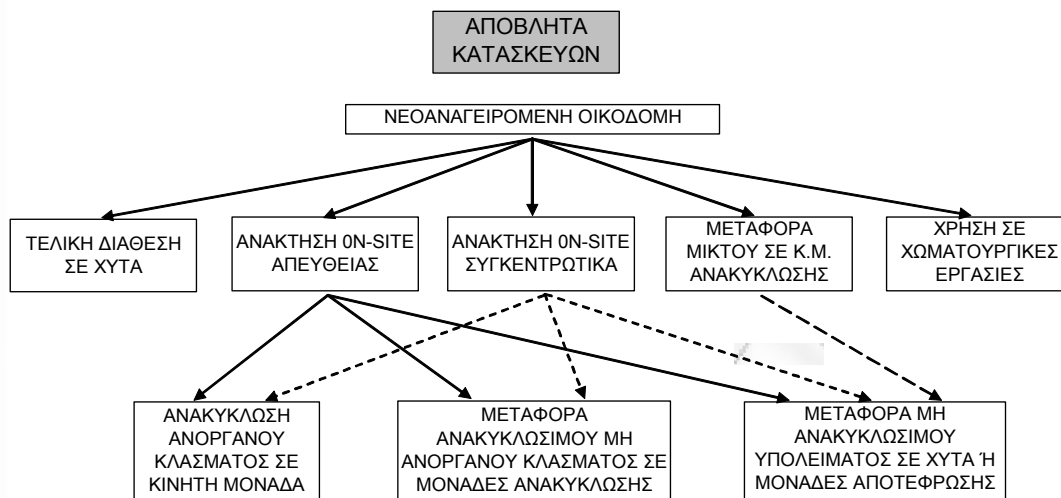 ΑΠΟΒΛΗΤΑ
ΚΑΤΑΣΚΕΥΩΝ
ΝΕΟΑΝΑΓΕΙΡΟΜΕΝΗ ΟΙΚΟΔΟΜΗ
ΤΕΛΙΚΗ ΔΙΑΘΕΣΗ
ΣΕ ΧΥΤΑ
ΑΝΑΚΤΗΣΗ 0N-SITE
ΑΠΕΥΘΕΙΑΣ
ΑΝΑΚΤΗΣΗ 0N-SITE
ΣΥΓΚΕΝΤΡΩΤΙΚΑ
ΜΕΤΑΦΟΡΑ
ΜΙΚΤΟΥ ΣΕ Κ.Μ.
ΑΝΑΚΥΚΛΩΣΗΣ
ΧΡΗΣΗ ΣΕ
ΧΩΜΑΤΟΥΡΓΙΚΕΣ
ΕΡΓΑΣΙΕΣ
ΑΝΑΚΥΚΛΩΣΗ
ΑΝΟΡΓΑΝΟΥ
ΚΛΑΣΜΑΤΟΣ ΣΕ
ΚΙΝΗΤΗ ΜΟΝΑΔΑ
ΜΕΤΑΦΟΡΑ
ΑΝΑΚΥΚΛΩΣΙΜΟΥ ΜΗ
ΑΝΟΡΓΑΝΟΥ ΚΛΑΣΜΑΤΟΣ ΣΕ
ΜΟΝΑΔΕΣ ΑΝΑΚΥΚΛΩΣΗΣ
ΜΕΤΑΦΟΡΑ ΜΗ
ΑΝΑΚΥΚΛΩΣΙΜΟΥ
ΥΠΟΛΕΙΜΑΤΟΣ ΣΕ ΧΥΤΑ Ή
ΜΟΝΑΔΕΣ ΑΠΟΤΕΦΡΩΣΗΣ